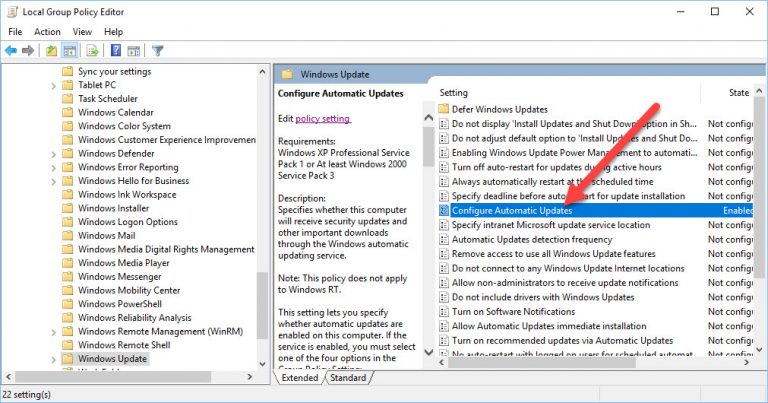 Local Group Policy Editor
File Action View Help
Sync your settings
Tablet PC
Task Scheduler
Windows Calendar
Windows Color System
Windows Customer Experience Improvemen
Windows Defender
Windows Error Reporting
Windows Hello for Business
Windows Ink Workspace
Windows Installer
Windows Logon Options
Windows Mail
Windows Media Digital Rights Management
Windows Media Player
Windows Messenger
Windows Mobility Center
Windows PowerShell
Windows Reliability Analysis
Windows Remote Management (WinRM)
Windows Remote Shell
Windows Update
Windows Update
Configure Automatic Updates
Edit policy setting.
Requirements:
Windows XP Professional Service
Pack 1 or At least Windows 2000
Service Pack 3
Description:
Specifies whether this computer
will receive security updates and
other important downloads
through the Windows automatic
updating service.
Note: This policy does not apply
to Windows RT.
This setting lets you specify
whether automatic updates are
enabled on this computer. If the
service is enabled, you must select
one of the four options in the
Group Policy Setting:
Setting State
Defer Windows Updates
Do not display 'Install Updates and Shut Down' option in Sh... Not config
Do not adjust default option to 'Install Updates and Shut Do... Not config
Enabling Windows Update Power Management to automati... Not config
Turn off auto-restart for updates during active hours Not config
Always automatically restart at the scheduled time Not config
Specify deadline before auto-restart for update installation Not config
Configure Automatic Updates Enabled
Specify intranet Microsoft update service location Not config
Automatic Updates detection frequency Not config
Remove access to use all Windows Update features Not config
Do not connect to any Windows Update Internet locations Not config
Allow non-administrators to receive update notifications Not config
Do not include drivers with Windows Updates Not config
Turn on Software Notifications Not config
Allow Automatic Updates immediate installation Not config
Turn on recommended updates via Automatic Updates Not config
No auto-restart with logged on users for scheduled automat... Not config
Extended Standard
22 setting(s)